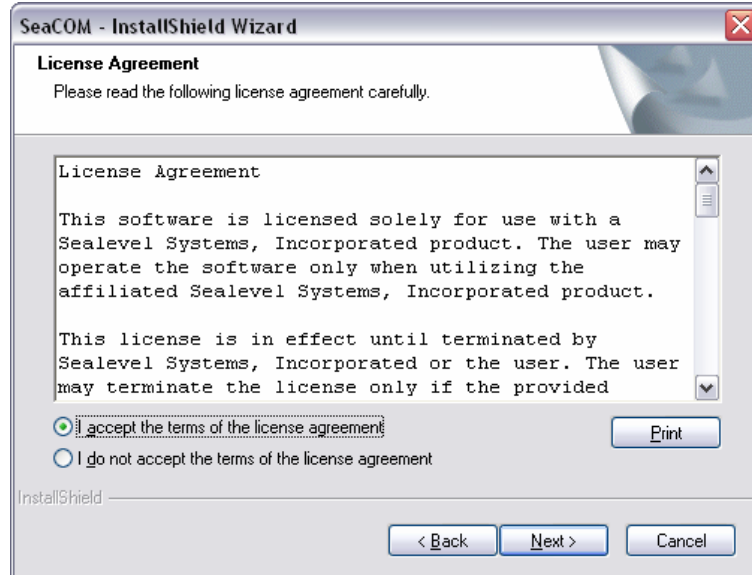 SeaCOM - InstallShield Wizard
License Agreement
Please read the following license agreement carefully.
License Agreement
This software is licensed solely for use with a
Sealevel Systems, Incorporated product. The user may
operate the software only when utilizing the
affiliated Sealevel Systems, Incorporated product.
This license is in effect until terminated by
Sealevel Systems, Incorporated or the user. The user
may terminate the license only if the provided
I accept the terms of the license agreement
Print
I do not accept the terms of the license agreement
InstallShield
< Back
Next >
Cancel